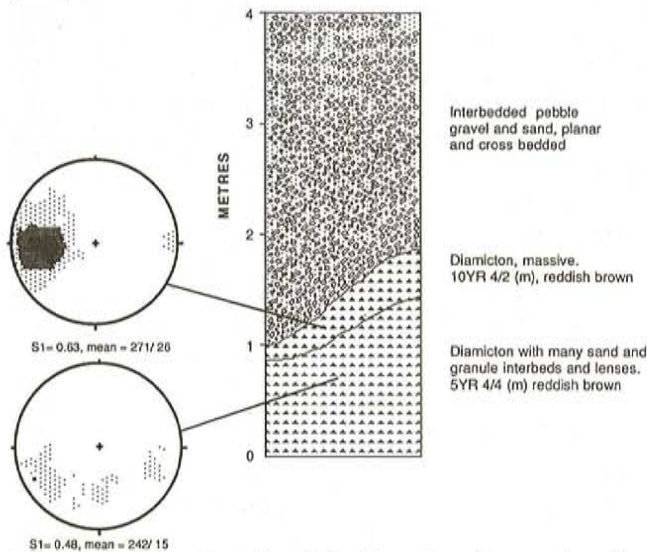 4
3
2
1
0
METRES
Interbedded pebble
gravel and sand, planar
and cross bedded
Diamicton, massive.
10YR 4/2 (m), reddish brown
Diamicton with many sand and
granule interbeds and lenses.
5YR 4/4 (m) reddish brown
S1= 0.63, mean = 271/ 26
S1= 0.48, mean = 242/ 15